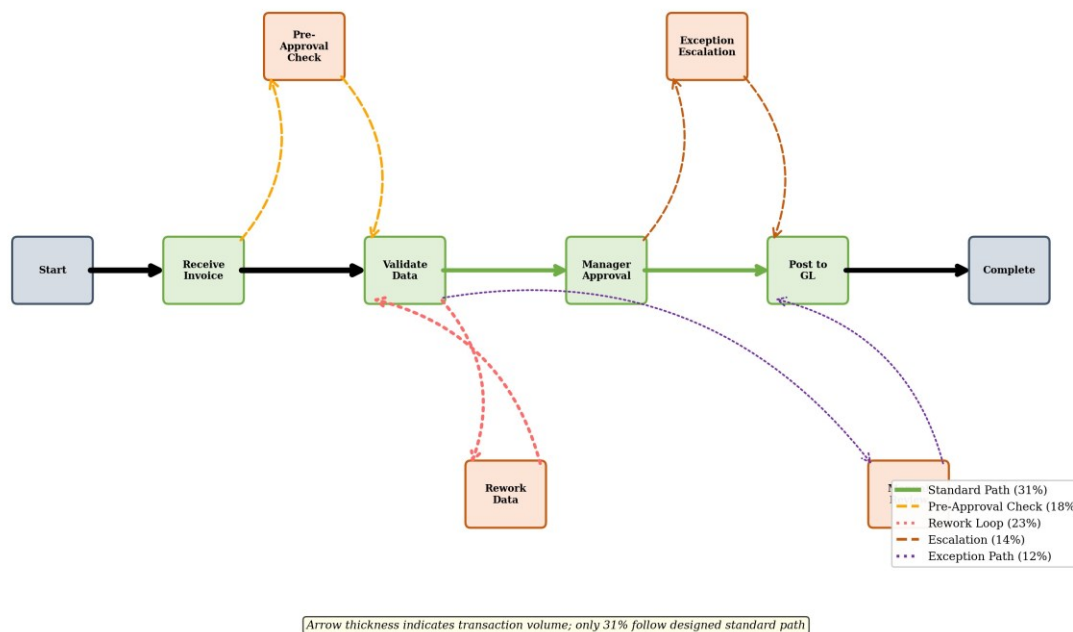 Pre-
Approval
Check
Exception
Escalation
Start
Receive
Invoice
Validate
Data
Manager
Approval
Post to
GL
Complete
Rework
Data
Standard Path (31%)
Pre-Approval Check (18%
Rework Loop (23%)
Escalation (14%)
Exception Path (12%)
Arrow thickness indicates transaction volume; only 31% follow designed standard path